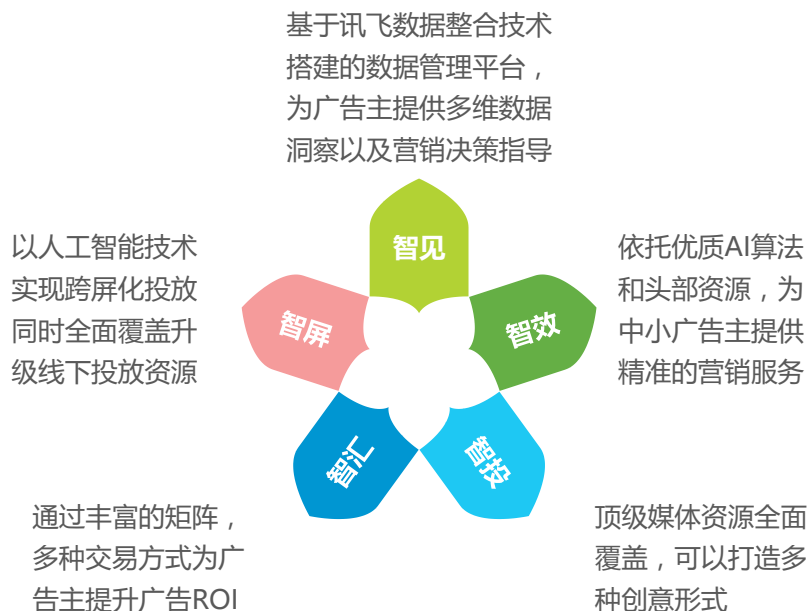 基于讯飞数据整合技术
搭建的数据管理平台，
为广告主提供多维数据
洞察以及营销决策指导
智见
以人工智能技术
实现跨屏化投放
同时全面覆盖升
级线下投放资源
智屏
智效
依托优质AI算法
和头部资源，为
中小广告主提供
精准的营销服务
智汇
智投
通过丰富的矩阵，
多种交易方式为广
告主提升广告ROI
顶级媒体资源全面
覆盖，可以打造多
种创意形式